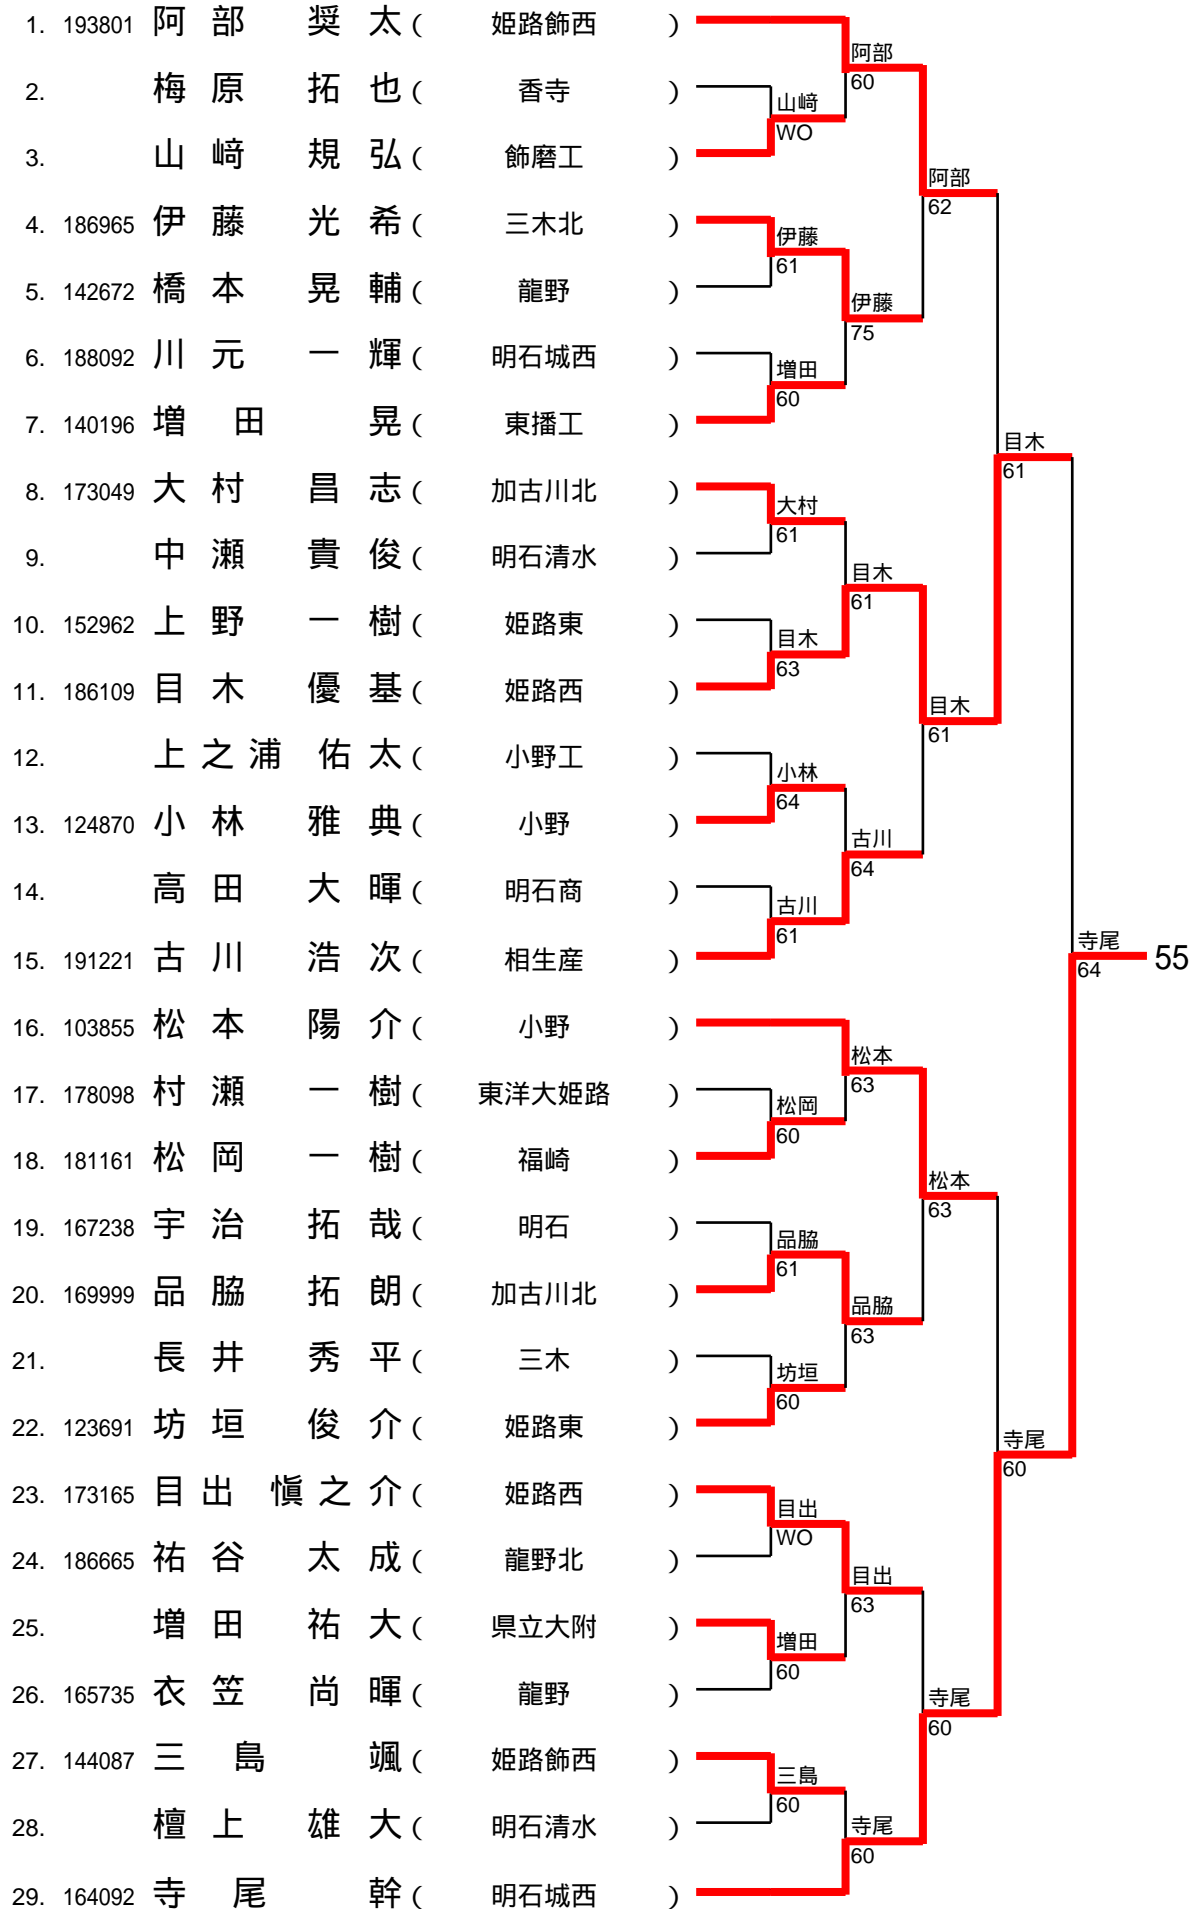 1. 193801 阿部 奨太 ( 姫路飾西 )
阿部
60
2. 梅原 拓也 ( 香寺 )
山﨑
WO
3. 山﨑 規弘 ( 飾磨工 )
阿部
62
4. 186965 伊藤 光希 ( 三木北 )
伊藤
61
5. 142672 橋本 晃輔 ( 龍野 )
伊藤
75
6. 188092 川元 一輝 ( 明石城西 )
増田
60
7. 140196 増田 晃 ( 東播工 )
目木
61
8. 173049 大村 昌志 ( 加古川北 )
大村
61
9. 中瀬 貴俊 ( 明石清水 )
目木
61
10. 152962 上野 一樹 ( 姫路東 )
目木
63
11. 186109 目木 優基 ( 姫路西 )
目木
61
12. 上之浦 佑太 ( 小野工 )
小林
64
13. 124870 小林 雅典 ( 小野 )
古川
64
14. 高田 大暉 ( 明石商 )
古川
61
15. 191221 古川 浩次 ( 相生産 )
寺尾
64
55
16. 103855 松本 陽介 ( 小野 )
松本
63
17. 178098 村瀬 一樹 ( 東洋大姫路 )
松岡
60
18. 181161 松岡 一樹 ( 福崎 )
松本
63
19. 167238 宇治 拓哉 ( 明石 )
品脇
61
20. 169999 品脇 拓朗 ( 加古川北 )
品脇
63
21. 長井 秀平 ( 三木 )
坊垣
60
22. 123691 坊垣 俊介 ( 姫路東 )
寺尾
60
23. 173165 目出 愼之介 ( 姫路西 )
目出
WO
24. 186665 祐谷 太成 ( 龍野北 )
目出
63
25. 増田 祐大 ( 県立大附 )
増田
60
26. 165735 衣笠 尚暉 ( 龍野 )
寺尾
60
27. 144087 三島 颯 ( 姫路飾西 )
三島
60
28. 檀上 雄大 ( 明石清水 )
寺尾
60
29. 164092 寺尾 幹 ( 明石城西 )